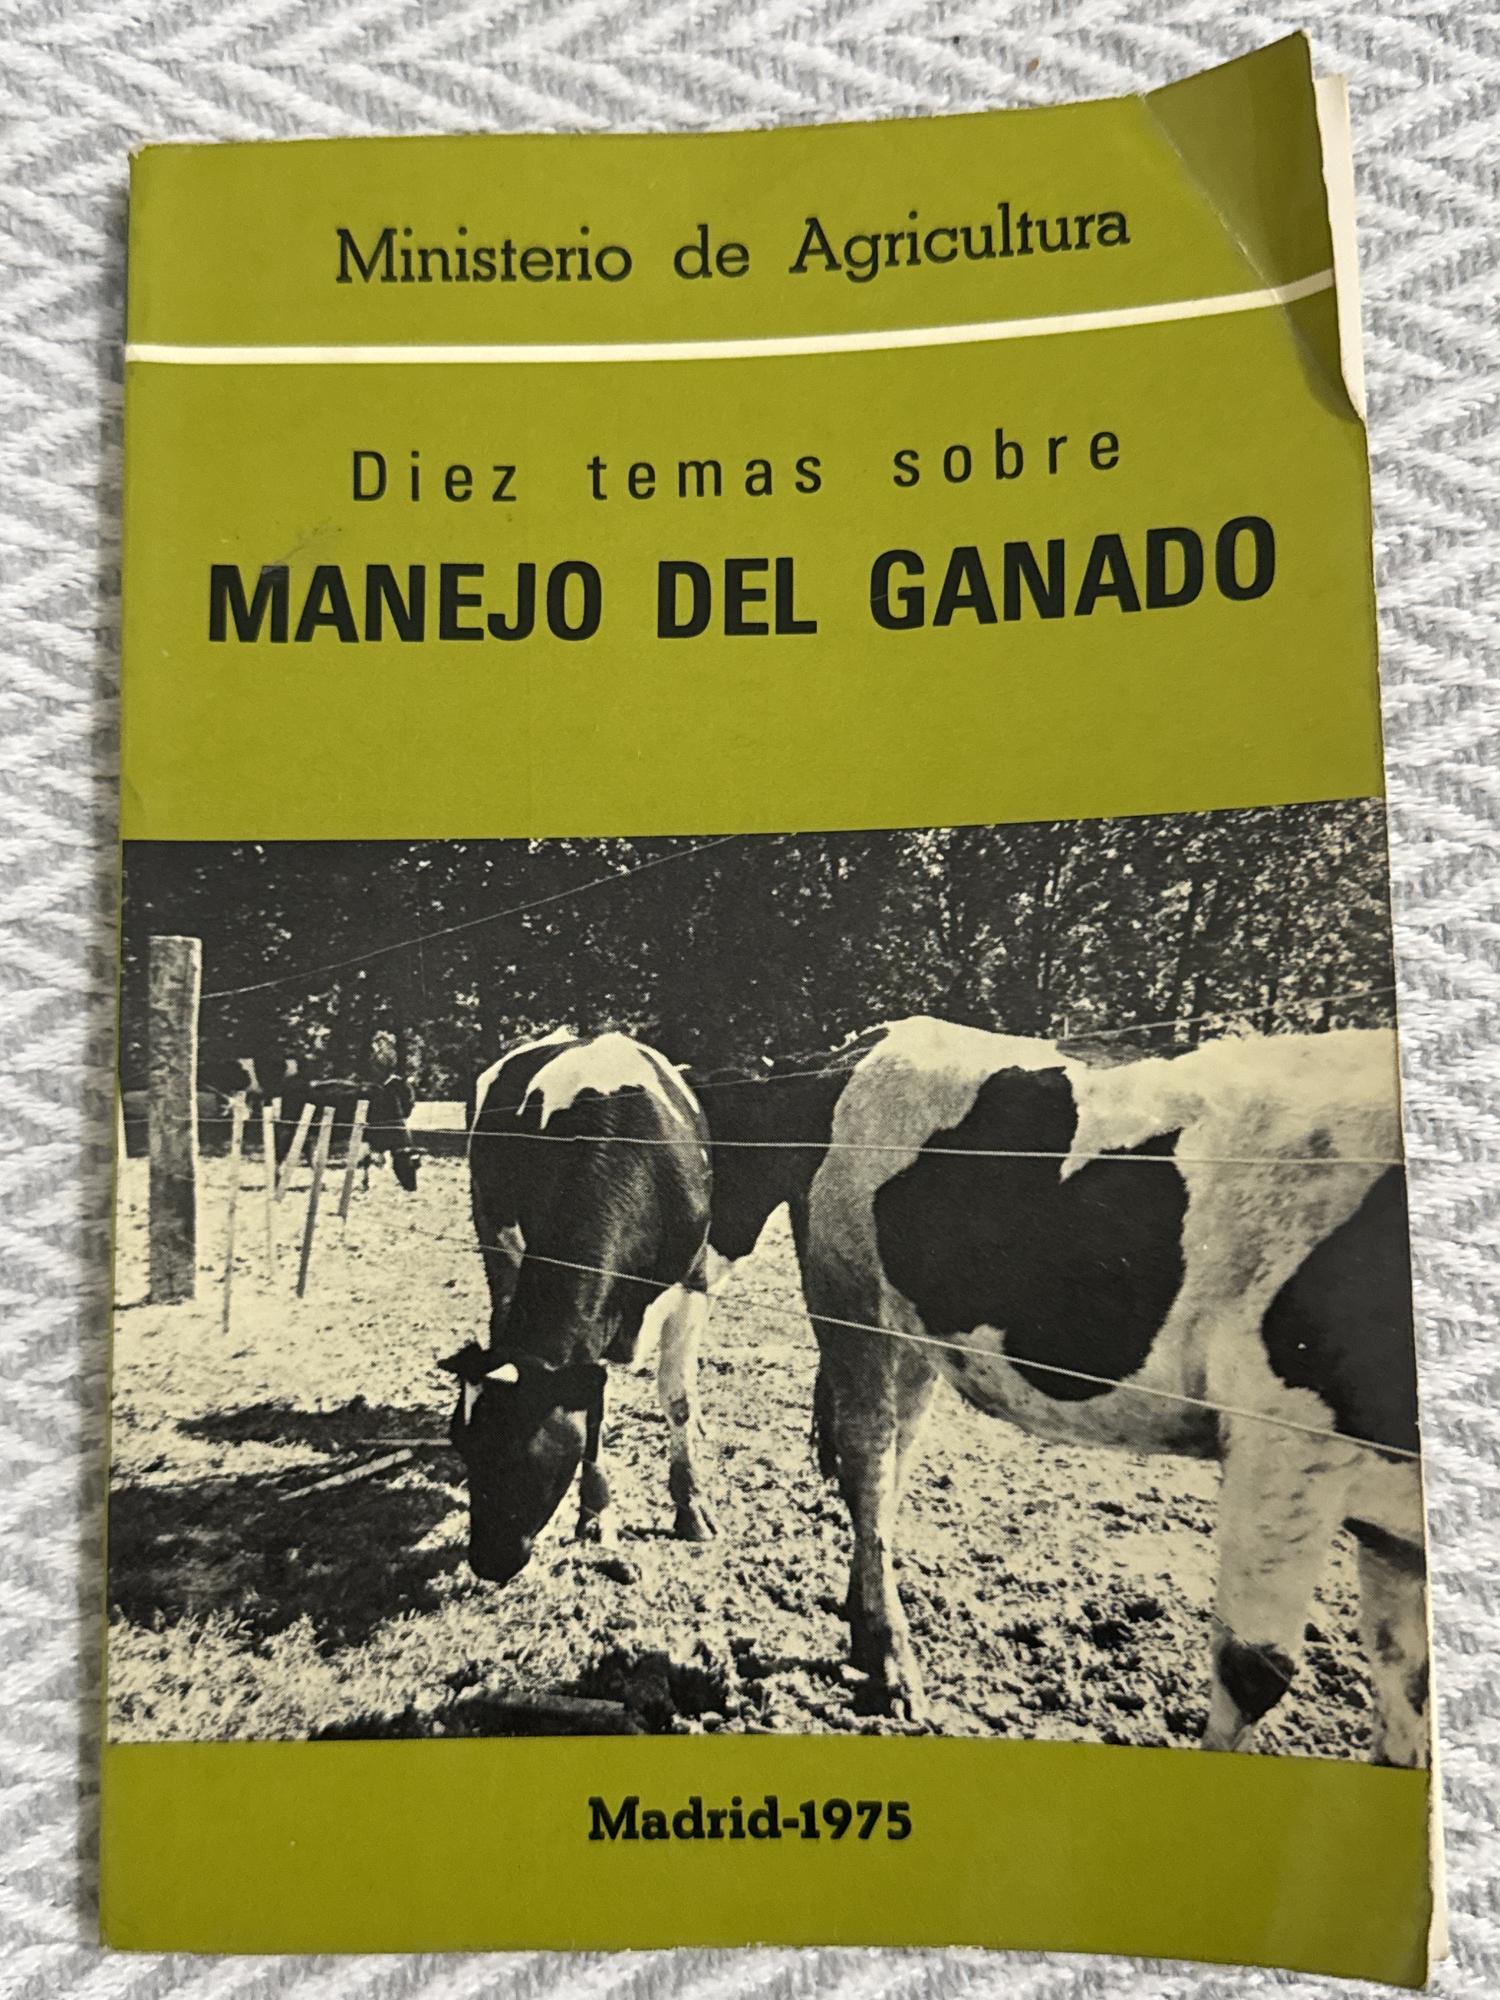 Ministerio de Agricultura
Diez temas sobre
MANEJO DEL GANADO
Madrid-1975